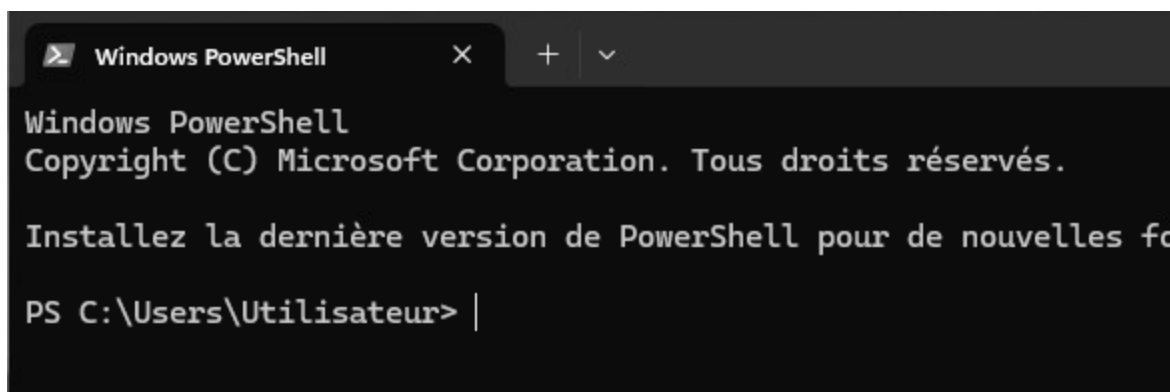 Windows PowerShell
Windows PowerShell
Copyright (C) Microsoft Corporation. Tous droits réservés.
Installez la dernière version de PowerShell pour de nouvelles
PS C:\Users\Utilisateur>